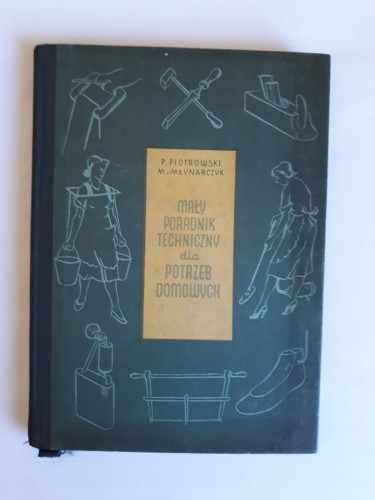 P. PIOTROWSKI
M. MŁYNARCZYK
MAŁY
PORADNIK
TECHNICZNY
dla
POTRZEB
DOMOWYCH